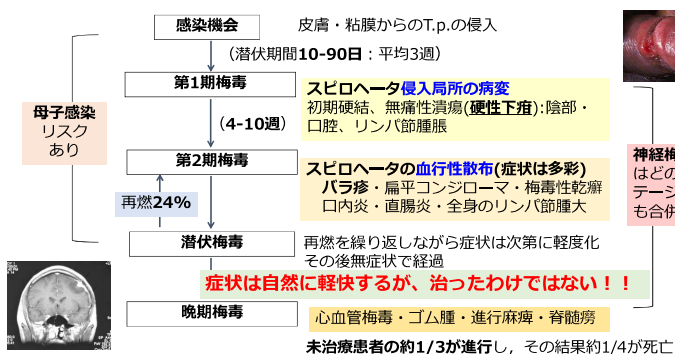 感染機会
皮膚・粘膜からのT.p.の侵入
（潜伏期間10-90日：平均3週）
第1期梅毒
スピロヘータ侵入局所の病変
初期硬結、無痛性潰瘍(硬性下疳):陰部・
口腔、リンパ節腫脹
母子感染
リスク
あり
（4-10週）
第2期梅毒
スピロヘータの血行性散布(症状は多彩)
バラ疹・扁平コンジローマ・梅毒性乾癬
口内炎・直腸炎・全身のリンパ節腫大
神経梅
はどの
テージ
も合併
再燃24%
潜伏梅毒
再燃を繰り返しながら症状は次第に軽度化
その後無症状で経過
症状は自然に軽快するが、治ったわけではない！！
晩期梅毒
心血管梅毒・ゴム腫・進行麻痺・脊髄癆
未治療患者の約1/3が進行し，その結果約1/4が死亡